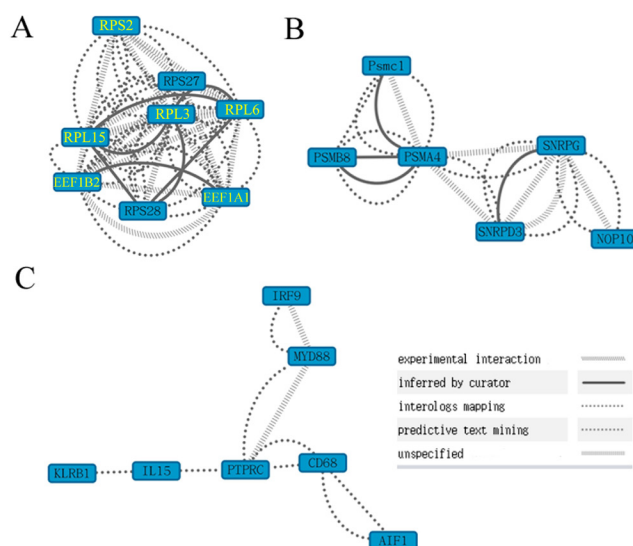 A
RPS2
RPS27
RPL3
RPL6
RPL15
EEF1B2
EEF1A1
RPS28
B
Psmc1
PSMB8
PSMA4
SNRPG
SNRPD3
NOP10
C
IRF9
MYD88
KLRB1
IL15
PTPRC
CD68
AIF1
experimental interaction
inferred by curator
interologs mapping
predictive text mining
unspecified